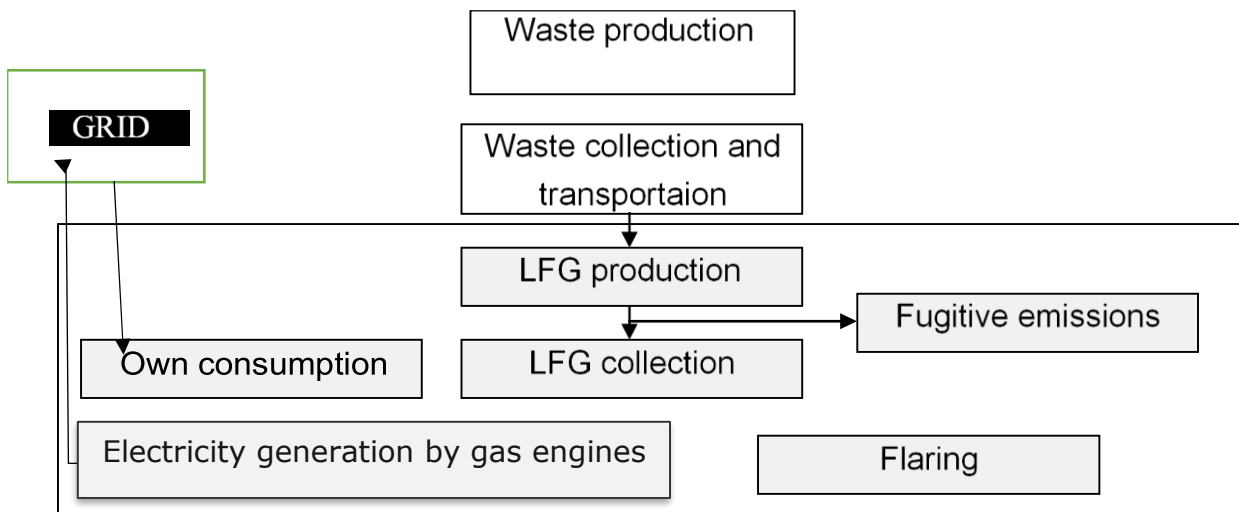 Waste production
GRID
Waste collection and
transportaion
LFG production
Fugitive emissions
Own consumption
LFG collection
Electricity generation by gas engines
Flaring